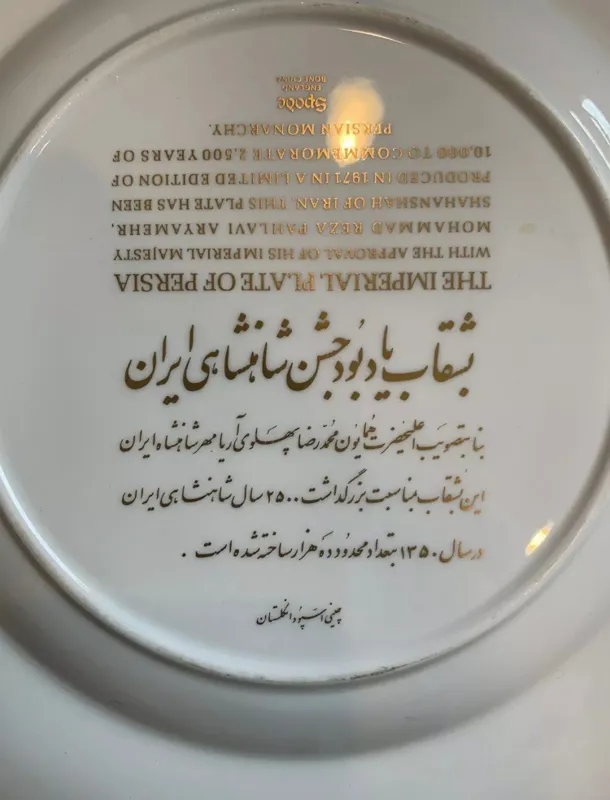 THE IMPERIAL PLATE OF PERSIA
WITH THE APPROVAL OF HIS IMPERIAL MAJESTY
MOHAMMAD REZA PAHLAVI ARYAMEHR,
SHAHANSHAH OF IRAN, THIS PLATE HAS BEEN
PRODUCED IN 1971 IN A LIMITED EDITION OF
10,000 TO COMMEMORATE 2,500 YEARS OF
PERSIAN MONARCHY.
Spode
ENGLAND
BONE CHINA
بشقاب یادبود جشن شاهنشاهی ایران
بنا بتصویب اعلیحضرت همایون محمدرضا پهلوی آریامهر شاهنشاه ایران
این بشقاب بمناسبت بزرگداشت ۲۵۰۰ سال شاهنشاهی ایران
در سال ۱۳۵۰ بتعداد محدود ده هزار ساخته شده است .
چینی اسپود انگلستان